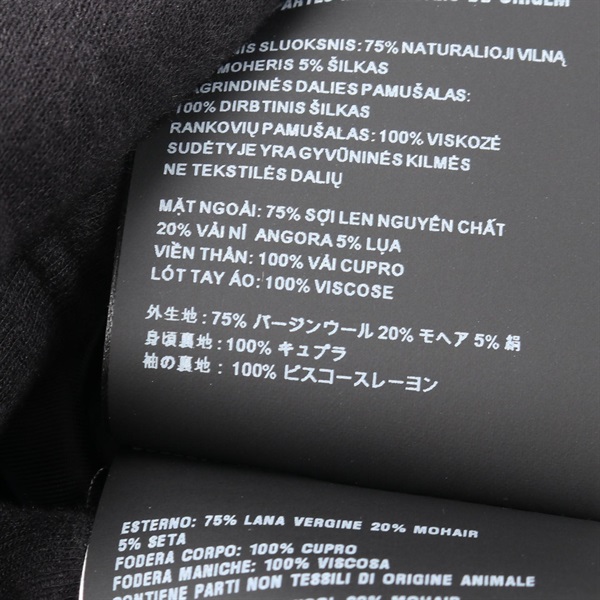 DE ORIGEM
SLUOKSNIS: 75% NATURALIOJI VILNĄ
MOHERIS 5% ŠILKAS
AGRINDINĖS DALIES PAMUŠALAS:
100% DIRBTINIS ŠILKAS
RANKOVIŲ PAMUŠALAS: 100% VISKOZĖ
SUDĖTYJE YRA GYVŪNINĖS KILMĖS
NE TEKSTILĖS DALIŲ
MẶT NGOÀI: 75% SỢI LEN NGUYÊN CHẤT
20% VẢI NỈ ANGORA 5% LỤA
VIỀN THÂN: 100% VẢI CUPRO
LÓT TAY ÁO: 100% VISCOSE
外生地：75% バージンウール 20% モヘア 5% 絹
身頃裏地：100% キュプラ
袖の裏地：100% ビスコースレーヨン
ESTERNO: 75% LANA VERGINE 20% MOHAIR
5% SETA
FODERA CORPO: 100% CUPRO
FODERA MANICHE: 100% VISCOSA
CONTIENE PARTI NON TESSILI DI ORIGINE ANIMALE